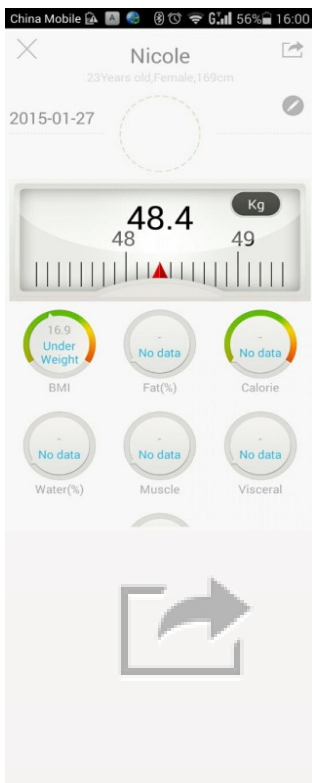 China Mobile 56% 16:00
Nicole
23Years old,Female,169cm
2015-01-27
Kg
48.4
48 49
16.9
Under
Weight
BMI
-
No data
Fat(%)
-
No data
Calorie
-
No data
Water(%)
-
No data
Muscle
-
No data
Visceral